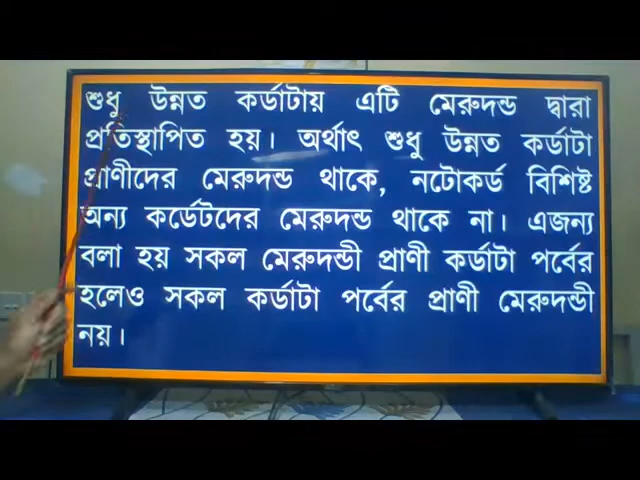 শুধু উন্নত কর্ডাটায় এটি মেরুদন্ড দ্বারা
প্রতিস্থাপিত হয়। অর্থাৎ শুধু উন্নত কর্ডাটা
প্রাণীদের মেরুদন্ড থাকে, নটোকর্ড বিশিষ্ট
অন্য কর্ডেটদের মেরুদন্ড থাকে না। এজন্য
বলা হয় সকল মেরুদন্ডী প্রাণী কর্ডাটা পর্বের
হলেও সকল কর্ডাটা পর্বের প্রাণী মেরুদন্ডী
নয়।